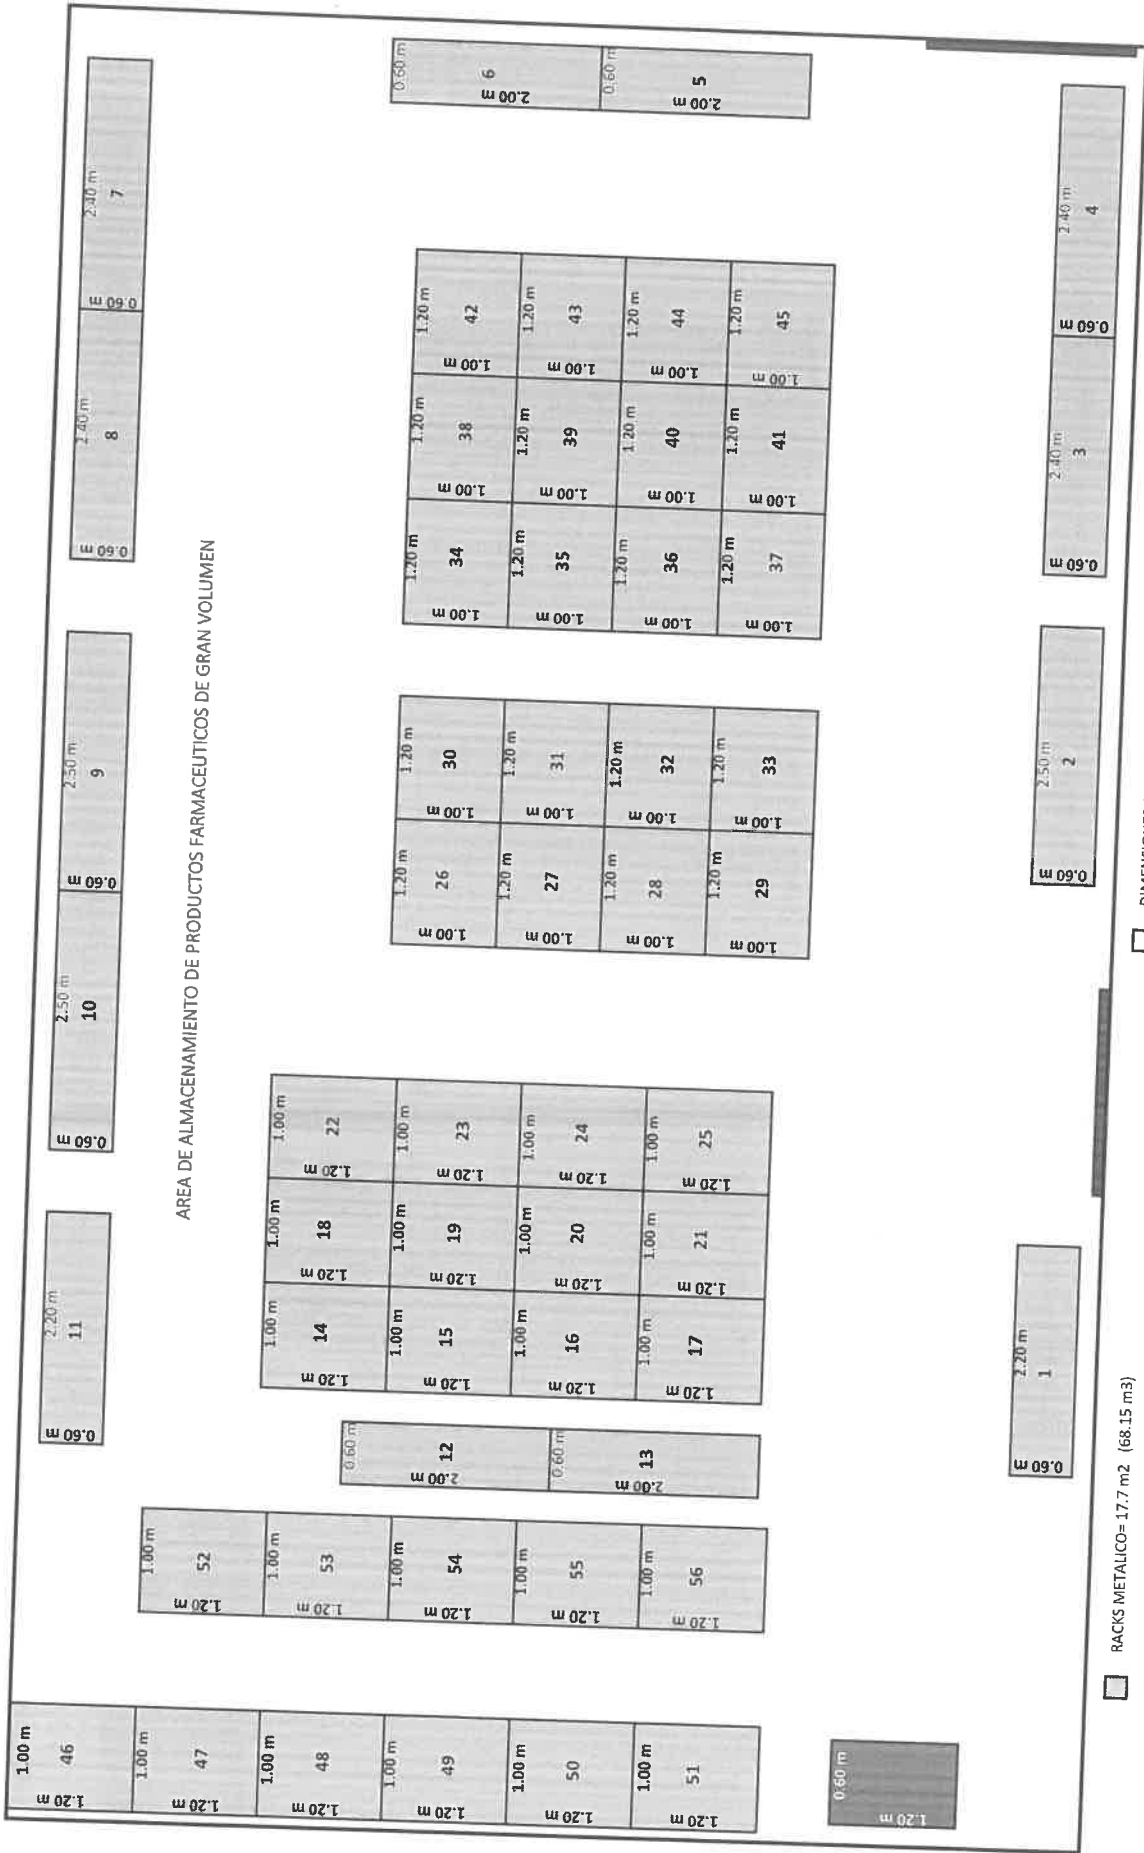 AREA DE ALMACENAMIENTO DE PRODUCTOS FARMACEUTICOS DE GRAN VOLUMEN
2.20 m
11
0.60 m
2.50 m
10
0.60 m
2.50 m
9
0.60 m
2.40 m
8
0.60 m
2.40 m
7
0.60 m
1.00 m
46
1.20 m
1.00 m
47
1.20 m
1.00 m
48
1.20 m
1.00 m
49
1.20 m
1.00 m
50
1.20 m
1.00 m
51
1.20 m
1.00 m
52
1.20 m
1.00 m
53
1.20 m
1.00 m
54
1.20 m
1.00 m
55
1.20 m
1.00 m
56
1.20 m
0.60 m
12
2.00 m
0.60 m
13
2.00 m
1.00 m
14
1.20 m
1.00 m
18
1.20 m
1.00 m
22
1.20 m
1.00 m
15
1.20 m
1.00 m
19
1.20 m
1.00 m
23
1.20 m
1.00 m
16
1.20 m
1.00 m
20
1.20 m
1.00 m
24
1.20 m
1.00 m
17
1.20 m
1.00 m
21
1.20 m
1.00 m
25
1.20 m
1.20 m
26
1.00 m
1.20 m
30
1.00 m
1.20 m
27
1.00 m
1.20 m
31
1.00 m
1.20 m
28
1.00 m
1.20 m
32
1.00 m
1.20 m
29
1.00 m
1.20 m
33
1.00 m
1.20 m
34
1.00 m
1.20 m
38
1.00 m
1.20 m
42
1.00 m
1.20 m
35
1.00 m
1.20 m
39
1.00 m
1.20 m
43
1.00 m
1.20 m
36
1.00 m
1.20 m
40
1.00 m
1.20 m
44
1.00 m
1.20 m
37
1.00 m
1.20 m
41
1.00 m
1.20 m
45
1.00 m
0.60 m
6
2.00 m
0.60 m
5
2.00 m
0.60 m
1.20 m
2.20 m
1
0.60 m
2.50 m
2
0.60 m
2.40 m
3
0.60 m
2.40 m
4
0.60 m
RACKS METALICO= 17.7 m2 (68.15 m3)